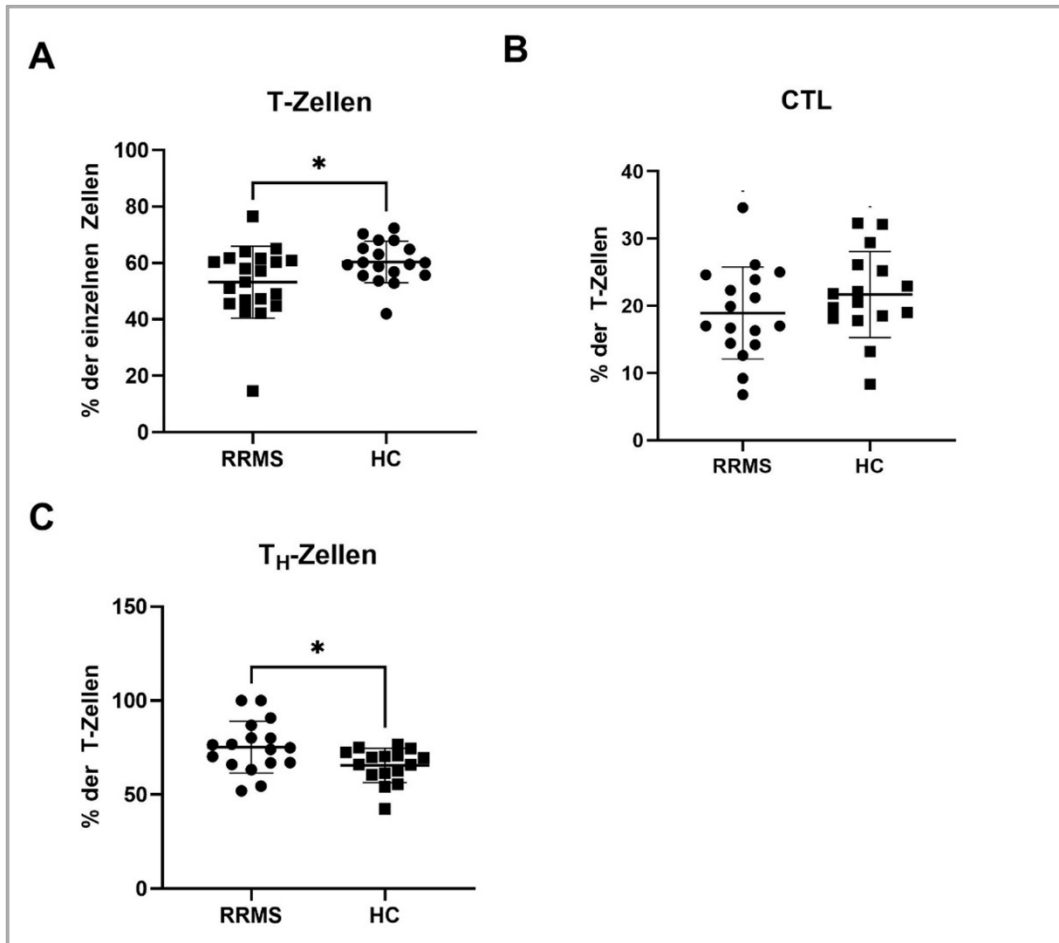 A
T-Zellen
% der einzelnen Zellen
100
80
60
40
20
0
*
RRMS
HC
B
CTL
% der T-Zellen
40
30
20
10
0
RRMS
HC
C
TH-Zellen
% der T-Zellen
150
100
50
0
*
RRMS
HC